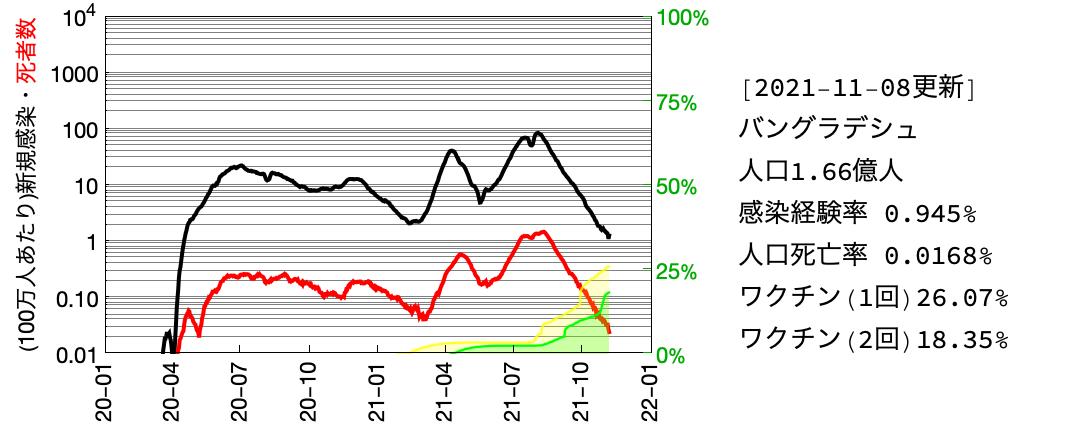 (100万人あたり)新規感染・死者数
10^4
1000
100
10
1
0.10
0.01
100%
75%
50%
25%
0%
20-01
20-04
20-07
20-10
21-01
21-04
21-07
21-10
22-01
[2021-11-08更新]
バングラデシュ
人口1.66億人
感染経験率 0.945%
人口死亡率 0.0168%
ワクチン(1回)26.07%
ワクチン(2回)18.35%